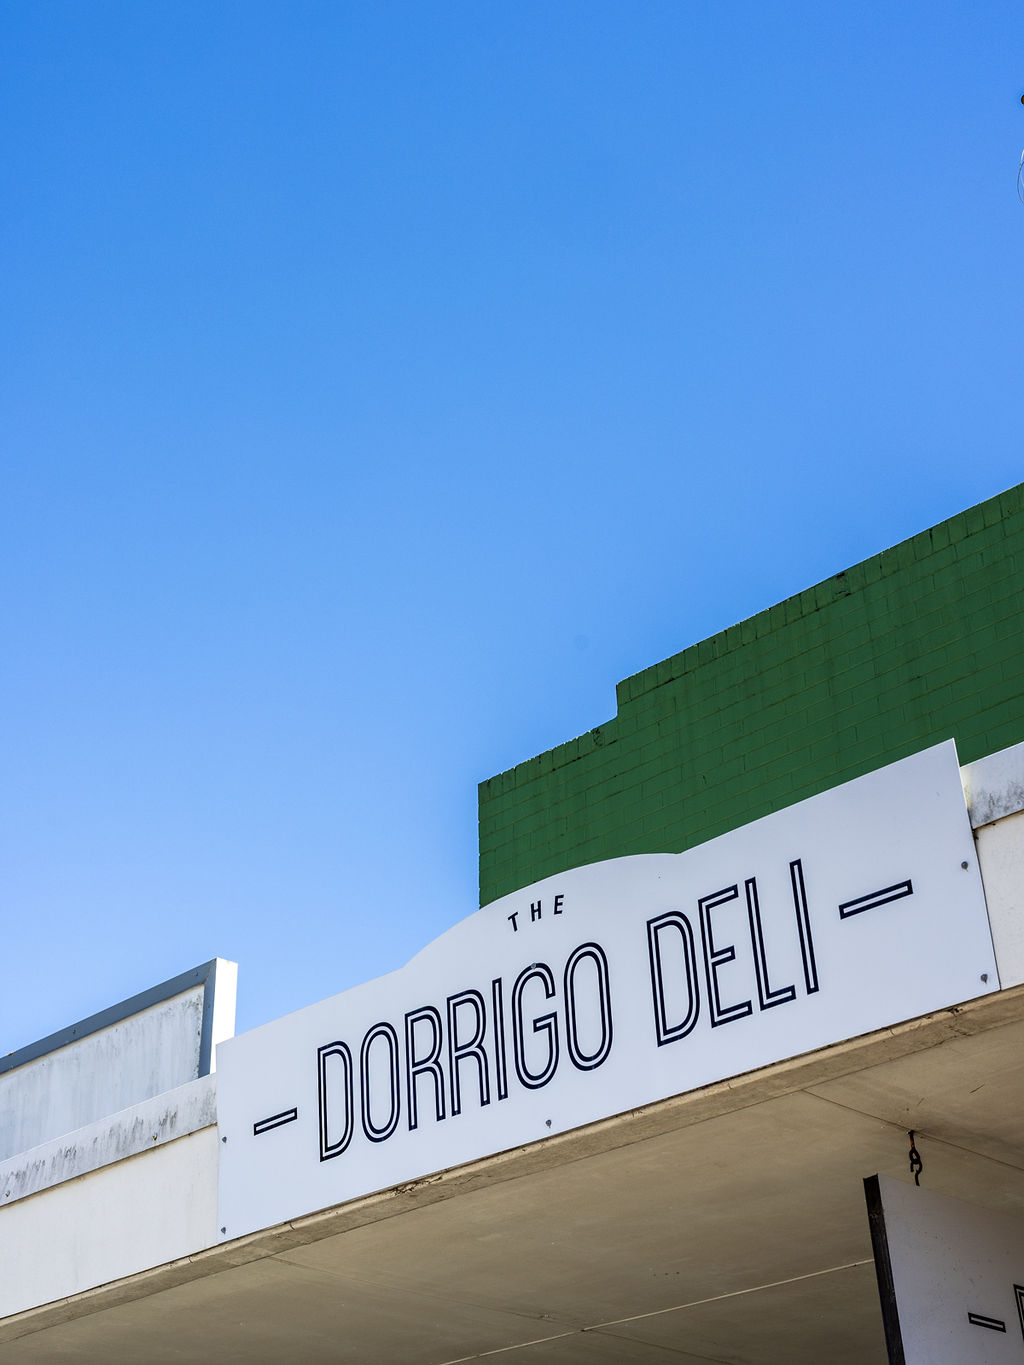 THE
– DORRIGO DELI –